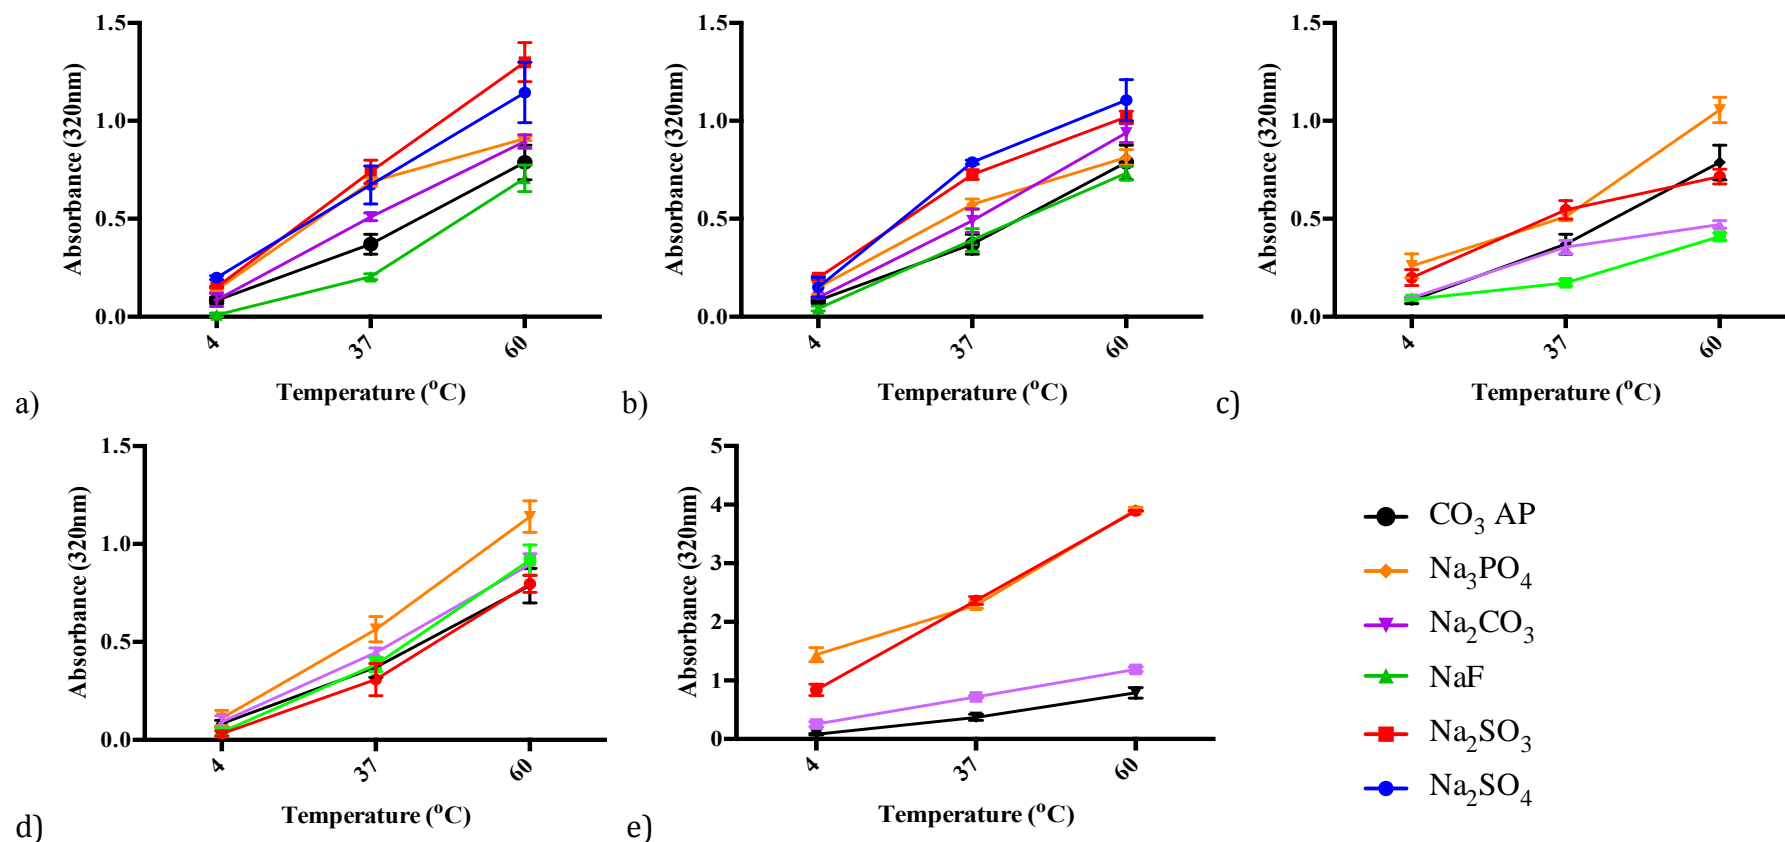 1.5
1.0
0.5
0.0
Absorbance (320nm)
4
37
60
Temperature (°C)
a)
1.5
1.0
0.5
0.0
Absorbance (320nm)
4
37
60
Temperature (°C)
b)
1.5
1.0
0.5
0.0
Absorbance (320nm)
4
37
60
Temperature (°C)
c)
1.5
1.0
0.5
0.0
Absorbance (320nm)
4
37
60
Temperature (°C)
d)
5
4
3
2
1
0
Absorbance (320nm)
4
37
60
Temperature (°C)
e)
CO₃ AP
Na₃PO₄
Na₂CO₃
NaF
Na₂SO₃
Na₂SO₄